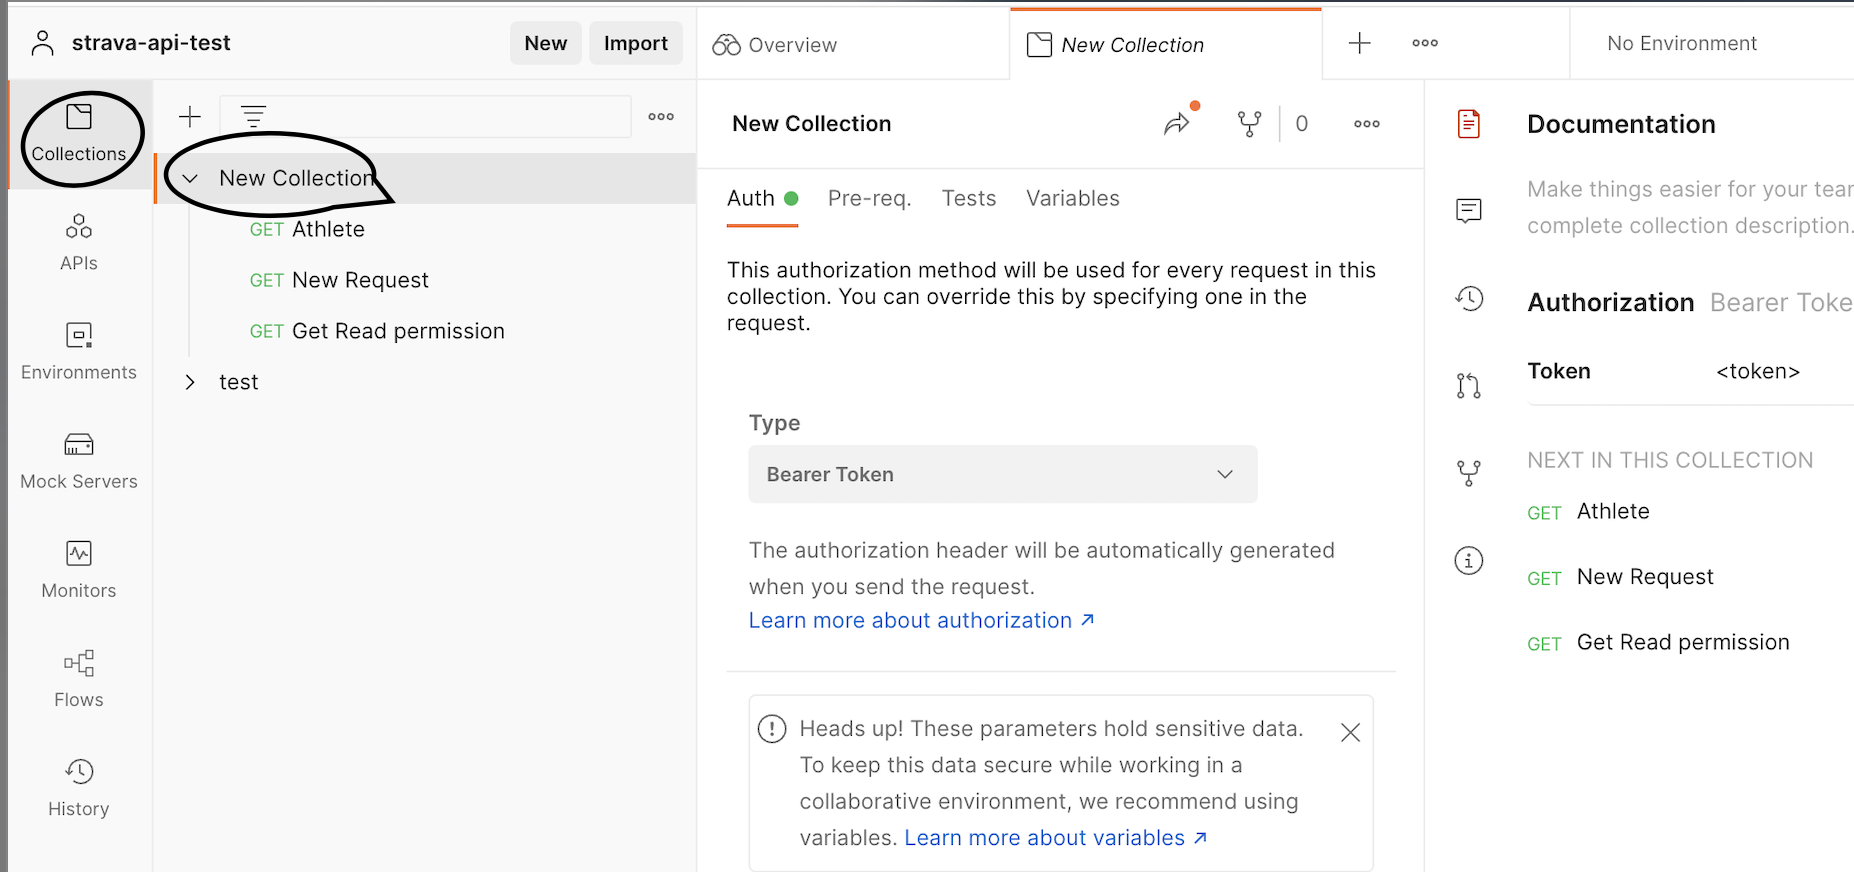 strava-api-test
New
Import
Overview
New Collection
No Environment
Collections
APIs
Environments
Mock Servers
Monitors
Flows
History
New Collection
GET Athlete
GET New Request
GET Get Read permission
test
New Collection
0
Auth
Pre-req.
Tests
Variables
This authorization method will be used for every request in this
collection. You can override this by specifying one in the
request.
Type
Bearer Token
The authorization header will be automatically generated
when you send the request.
Learn more about authorization ↗
Heads up! These parameters hold sensitive data.
To keep this data secure while working in a
collaborative environment, we recommend using
variables. Learn more about variables ↗
Documentation
Make things easier for your tear
complete collection description.
Authorization Bearer Toke
Token <token>
NEXT IN THIS COLLECTION
GET Athlete
GET New Request
GET Get Read permission